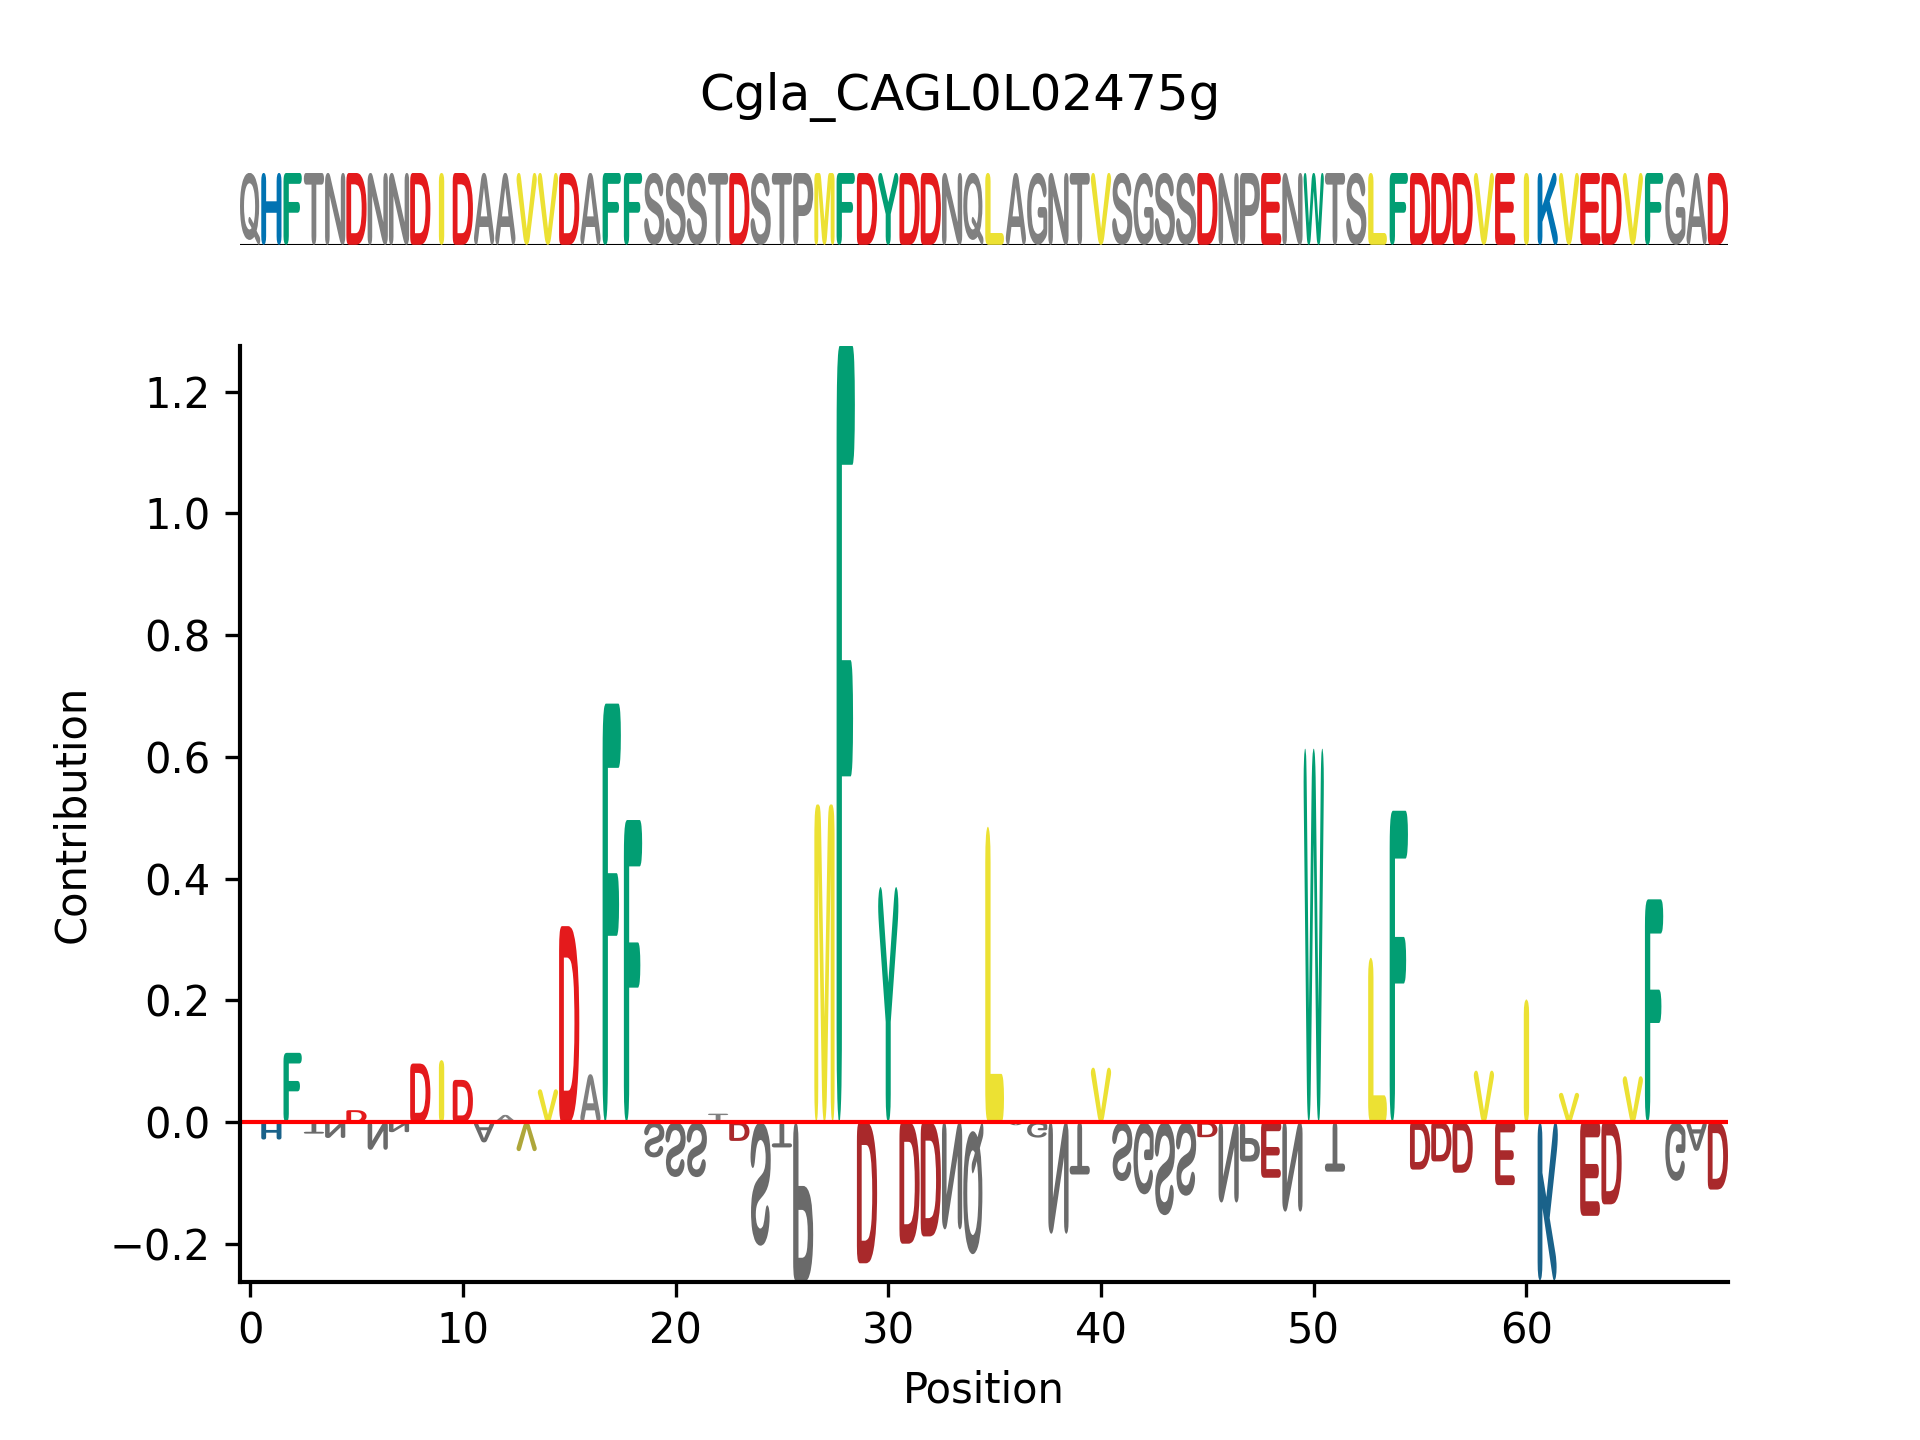 Cgla_CAGL0L02475g
QHFTNDNNDIDAAVVDAFFSSSTDSTPMFDYDDNQLAGNTVSGSSDNPENWTSLFDDDVEIKVEDVFGAD
Contribution
1.2
1.0
0.8
0.6
0.4
0.2
0.0
−0.2
0 10 20 30 40 50 60
Position